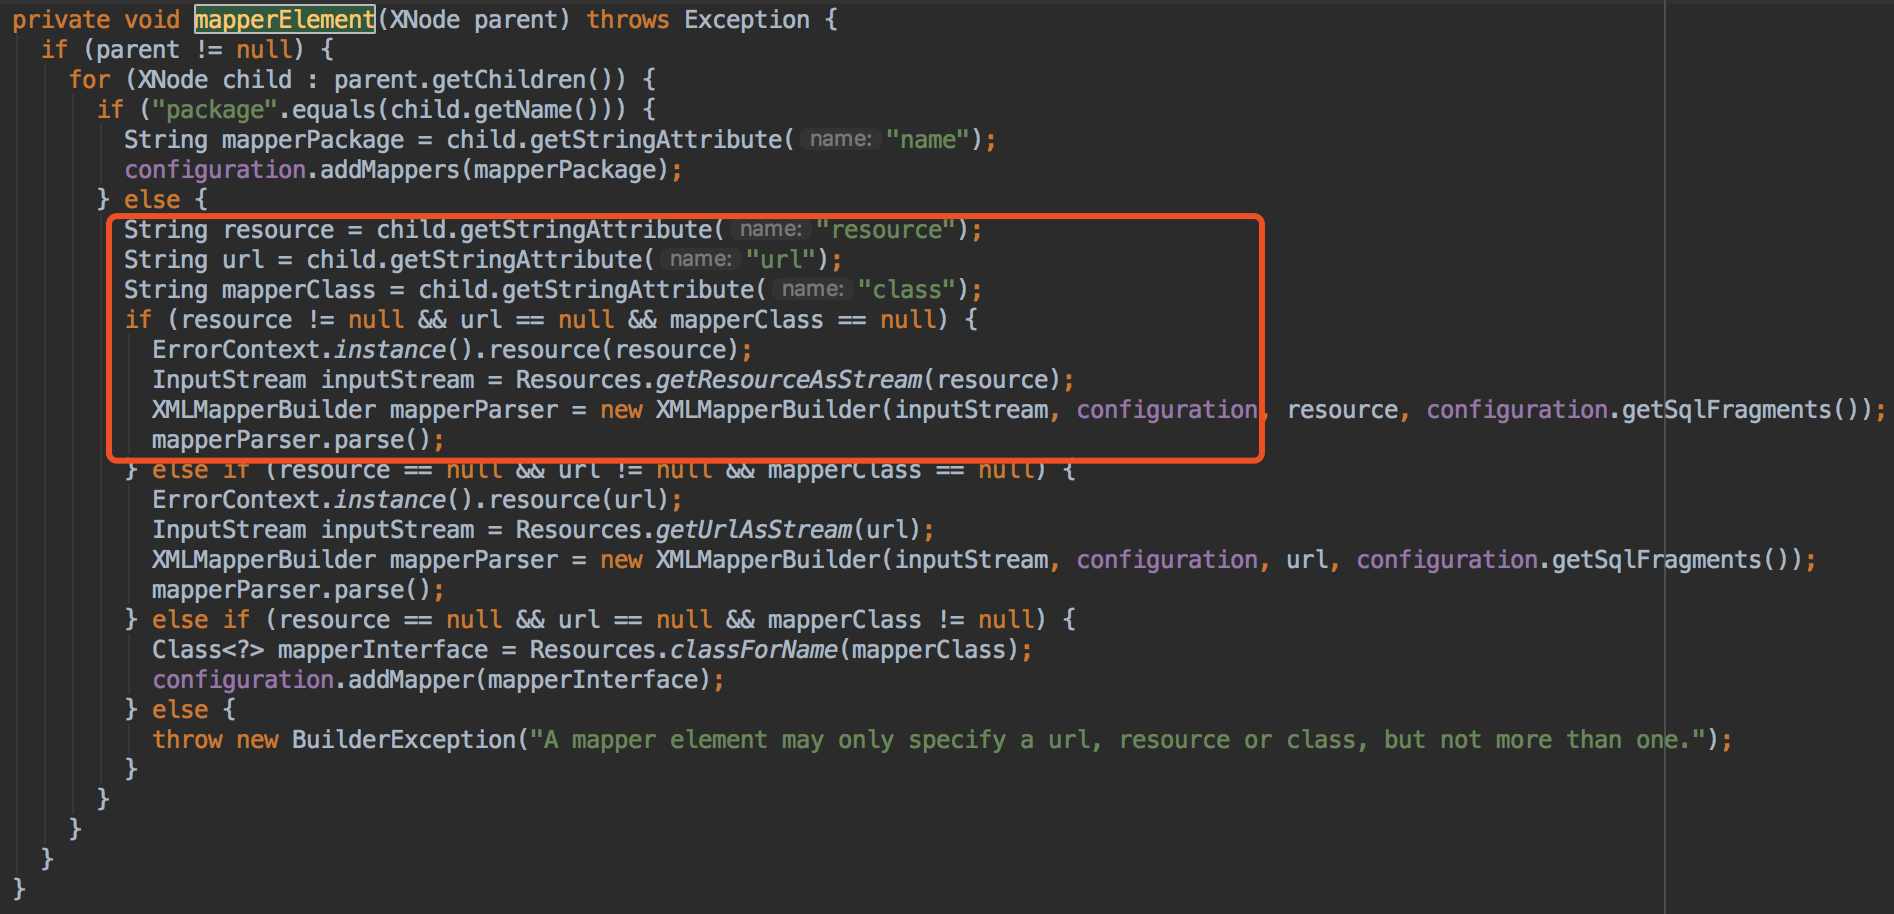 private void mapperElement(XNode parent) throws Exception {
if (parent != null) {
for (XNode child : parent.getChildren()) {
if ("package".equals(child.getName())) {
String mapperPackage = child.getStringAttribute( name: "name");
configuration.addMappers(mapperPackage);
} else {
String resource = child.getStringAttribute( name: "resource");
String url = child.getStringAttribute( name: "url");
String mapperClass = child.getStringAttribute( name: "class");
if (resource != null && url == null && mapperClass == null) {
ErrorContext.instance().resource(resource);
InputStream inputStream = Resources.getResourceAsStream(resource);
XMLMapperBuilder mapperParser = new XMLMapperBuilder(inputStream, configuration, resource, configuration.getSqlFragments());
mapperParser.parse();
} else if (resource == null && url != null && mapperClass == null) {
ErrorContext.instance().resource(url);
InputStream inputStream = Resources.getUrlAsStream(url);
XMLMapperBuilder mapperParser = new XMLMapperBuilder(inputStream, configuration, url, configuration.getSqlFragments());
mapperParser.parse();
} else if (resource == null && url == null && mapperClass != null) {
Class<?> mapperInterface = Resources.classForName(mapperClass);
configuration.addMapper(mapperInterface);
} else {
throw new BuilderException("A mapper element may only specify a url, resource or class, but not more than one.");
}
}
}
}
}